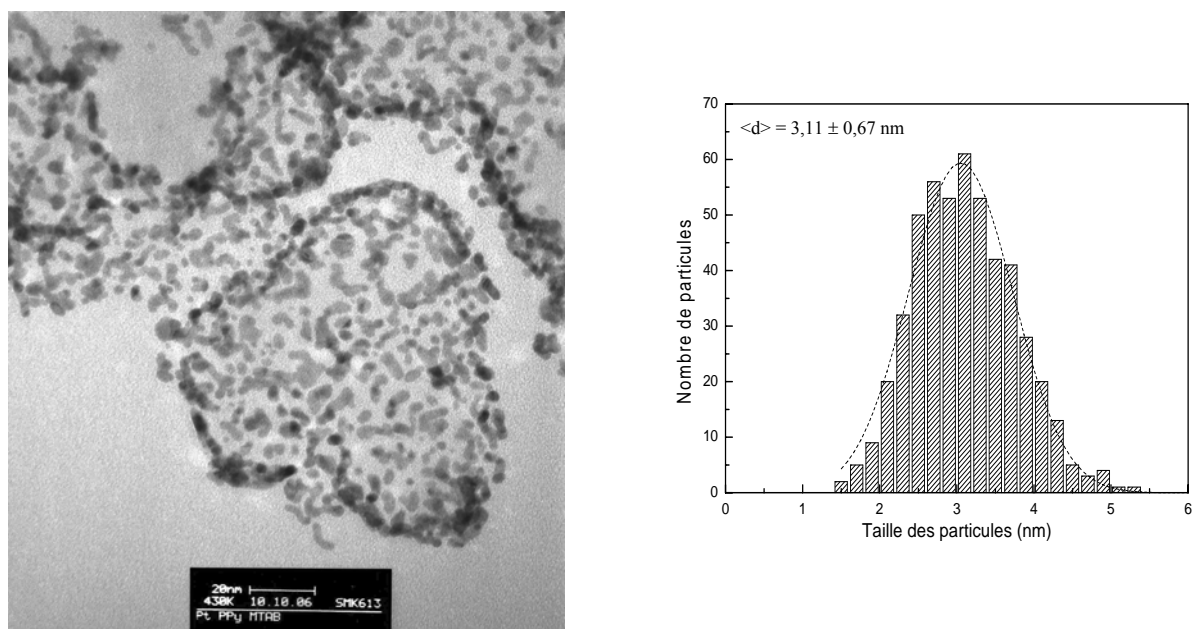 20nm
430K 10.10.06 SMK613
Pt PPy MTAB
70
60
50
40
30
20
10
0
<d> = 3,11 ± 0,67 nm
Nombre de particules
0 1 2 3 4 5 6
Taille des particules (nm)